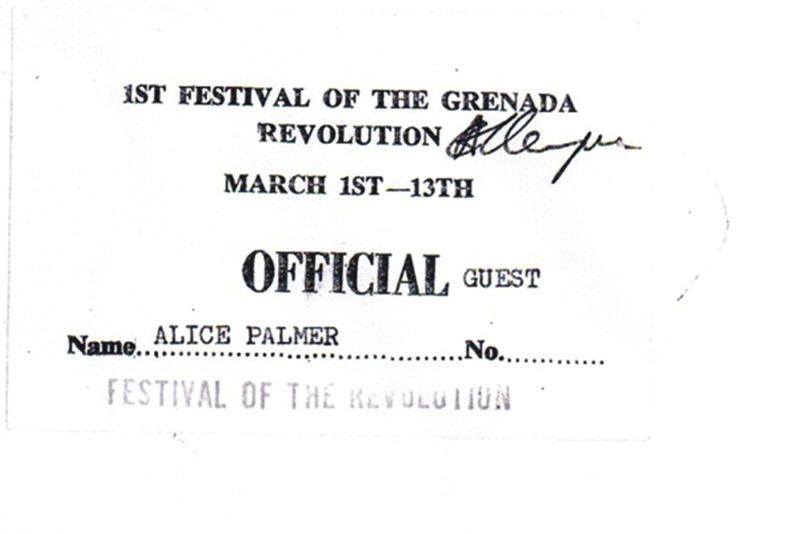 1ST FESTIVAL OF THE GRENADA
REVOLUTION
MARCH 1ST—13TH
OFFICIAL GUEST
Name ALICE PALMER No.
FESTIVAL OF THE REVOLUTION